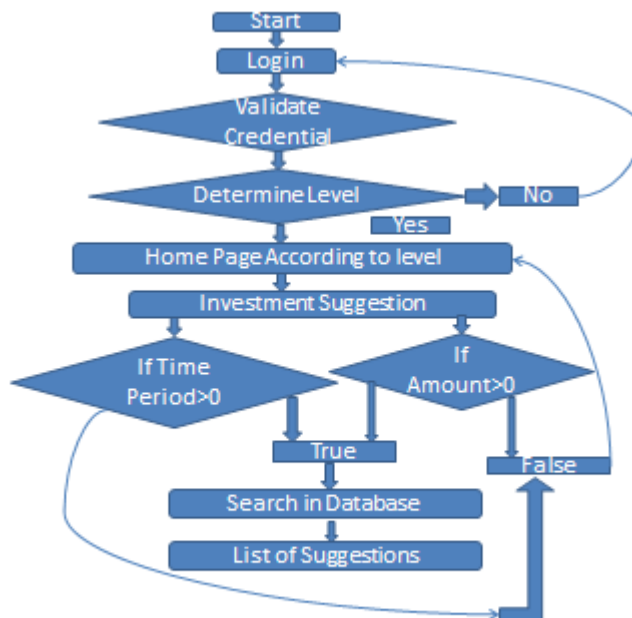 Start
Login
Validate
Credential
Determine Level
No
Yes
Home Page According to level
Investment Suggestion
If Time
Period>0
If
Amount>0
True
False
Search in Database
List of Suggestions